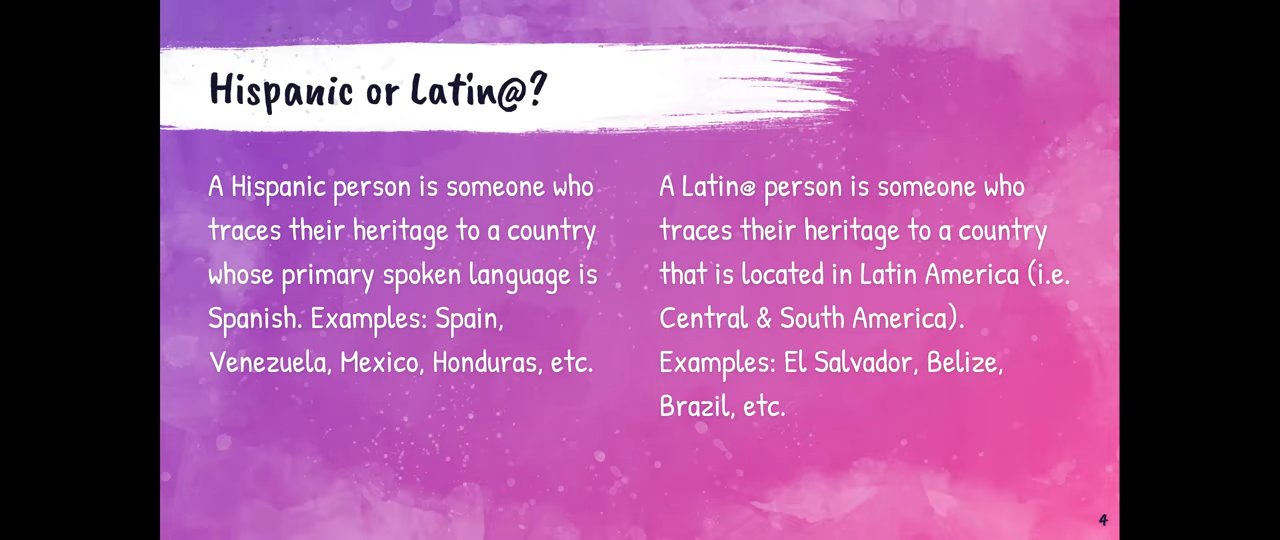 Hispanic or Latin@?
A Hispanic person is someone who
traces their heritage to a country
whose primary spoken language is
Spanish. Examples: Spain,
Venezuela, Mexico, Honduras, etc.
A Latin@ person is someone who
traces their heritage to a country
that is located in Latin America (i.e.
Central & South America).
Examples: El Salvador, Belize,
Brazil, etc.
4